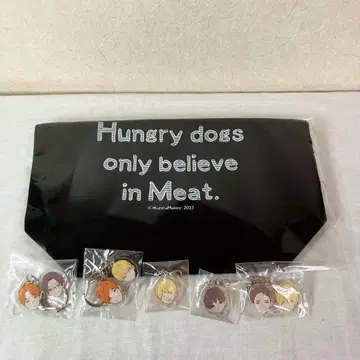 Hungry dogs
only believe
in Meat.